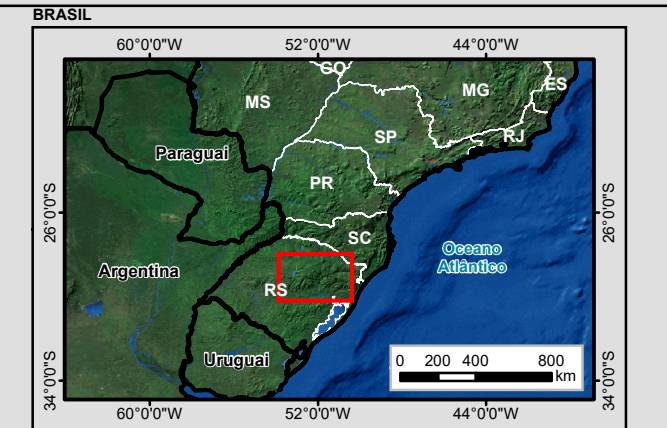 BRASIL
60°0'0"W 52°0'0"W 44°0'0"W
GO
MG
ES
MS
SP
RJ
Paraguai
PR
26°0'0"S
26°0'0"S
SC
Oceano
Atlântico
Argentina
RS
Uruguai
0 200 400 800
km
34°0'0"S
34°0'0"S
60°0'0"W 52°0'0"W 44°0'0"W